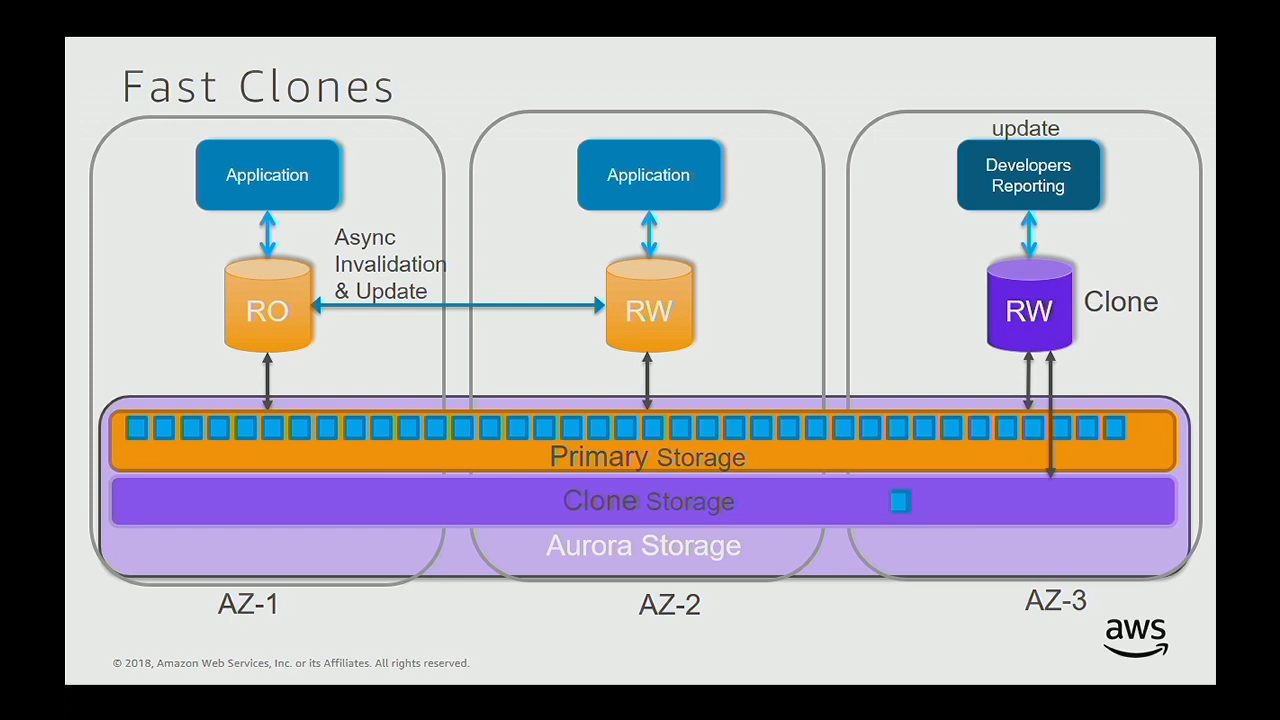 Fast Clones
update
Application
Application
Developers
Reporting
Async
Invalidation
& Update
RO
RW
RW
Clone
Primary Storage
Clone Storage
Aurora Storage
AZ-1
AZ-2
AZ-3
aws
© 2018, Amazon Web Services, Inc. or its Affiliates. All rights reserved.